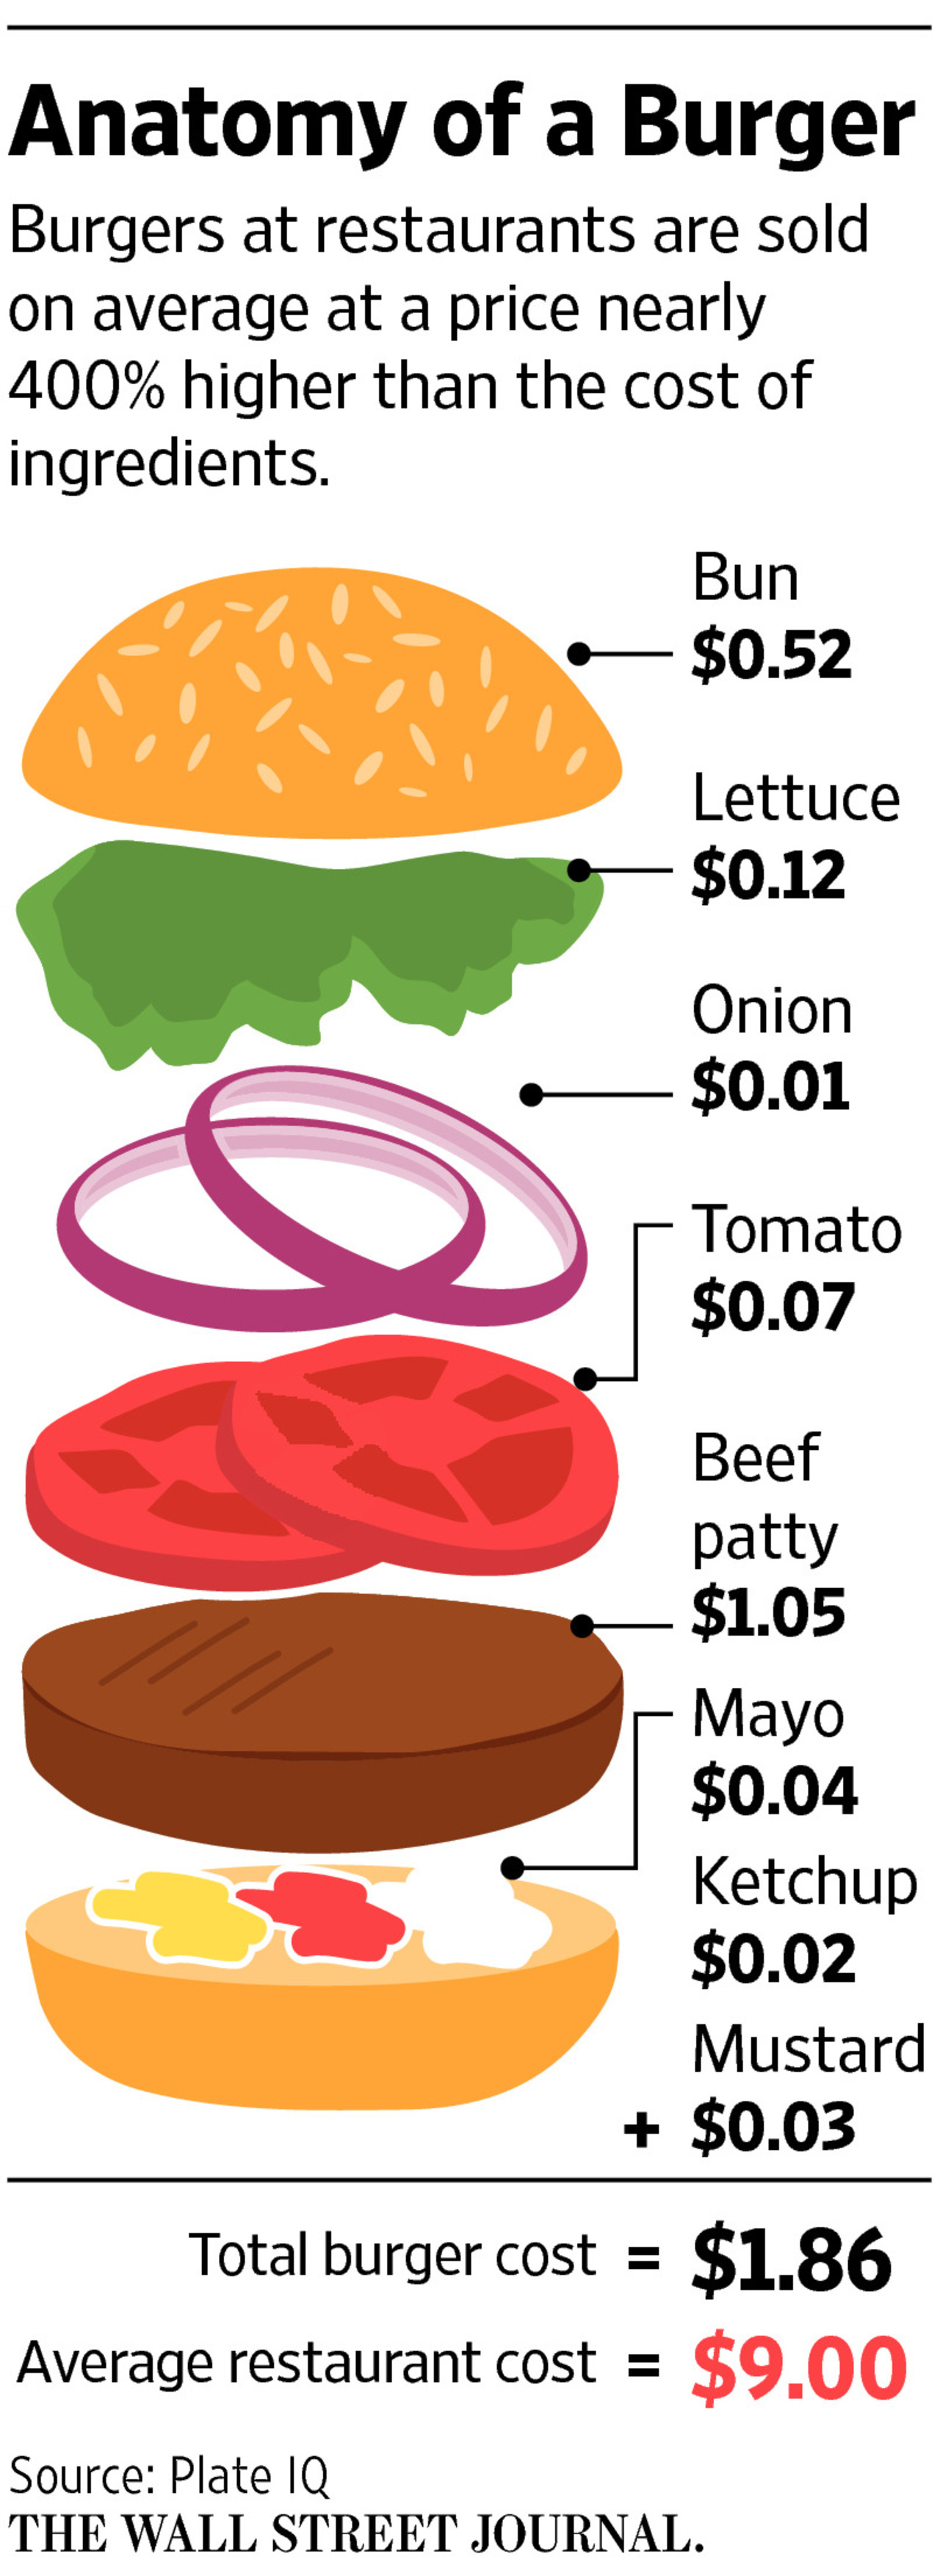 Anatomy of a Burger
Burgers at restaurants are sold
on average at a price nearly
400% higher than the cost of
ingredients.
Bun
$0.52
Lettuce
$0.12
Onion
$0.01
Tomato
$0.07
Beef
patty
$1.05
Mayo
$0.04
Ketchup
$0.02
Mustard
+ $0.03
Total burger cost = $1.86
Average restaurant cost = $9.00
Source: Plate IQ
THE WALL STREET JOURNAL.